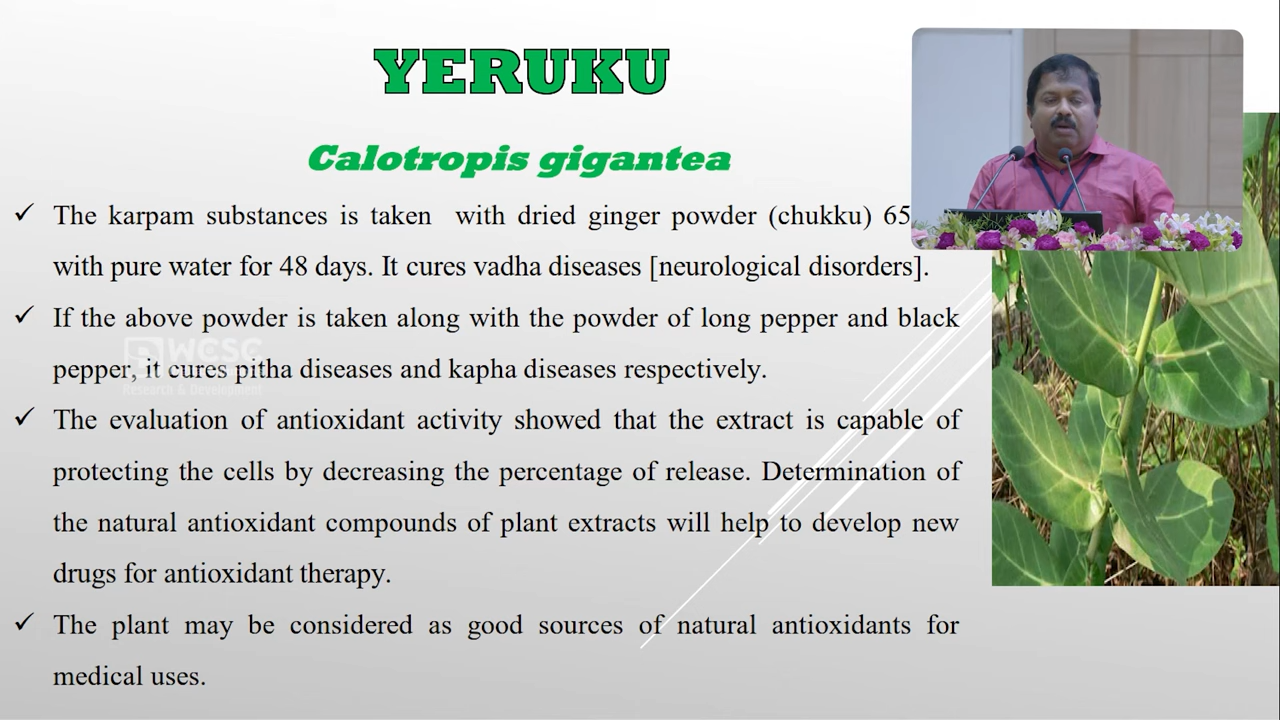 YERUKU
Calotropis gigantea
✓ The karpam substances is taken with dried ginger powder (chukku) 65
with pure water for 48 days. It cures vadha diseases [neurological disorders].
✓ If the above powder is taken along with the powder of long pepper and black
pepper, it cures pitha diseases and kapha diseases respectively.
WCSC
Research & Development
✓ The evaluation of antioxidant activity showed that the extract is capable of
protecting the cells by decreasing the percentage of release. Determination of
the natural antioxidant compounds of plant extracts will help to develop new
drugs for antioxidant therapy.
✓ The plant may be considered as good sources of natural antioxidants for
medical uses.